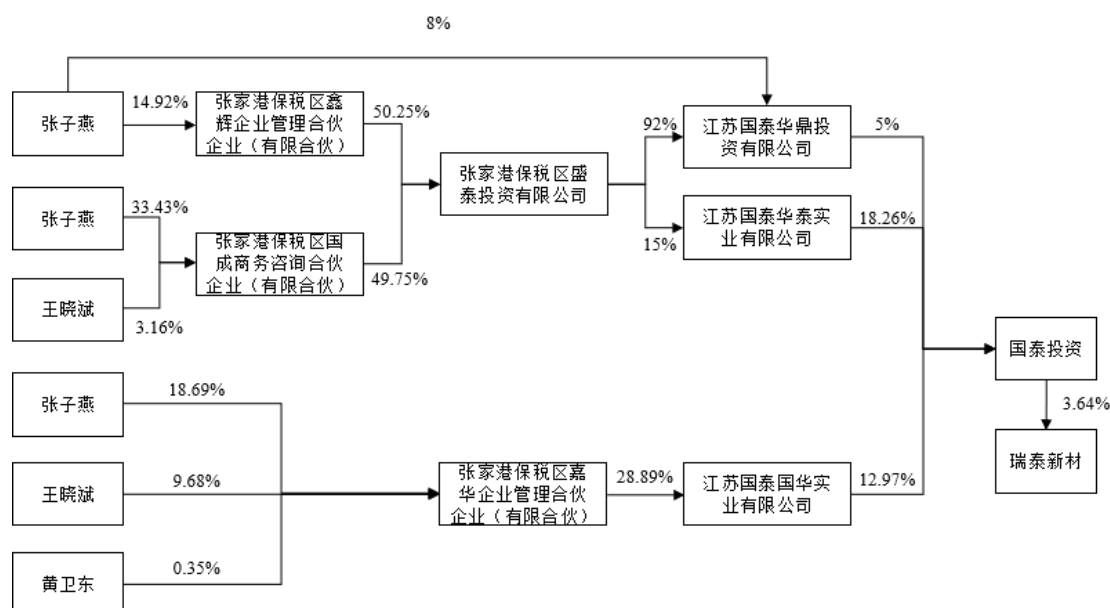 8%
张子燕
14.92%
张家港保税区鑫
辉企业管理合伙
企业（有限合伙）
50.25%
张子燕
33.43%
张家港保税区国
成商务咨询合伙
企业（有限合伙）
49.75%
王晓斌
3.16%
张家港保税区盛
泰投资有限公司
92%
江苏国泰华鼎投
资有限公司
5%
15%
江苏国泰华泰实
业有限公司
18.26%
国泰投资
3.64%
瑞泰新材
张子燕
18.69%
王晓斌
9.68%
张家港保税区嘉
华企业管理合伙
企业（有限合伙）
28.89%
江苏国泰国华实
业有限公司
12.97%
黄卫东
0.35%